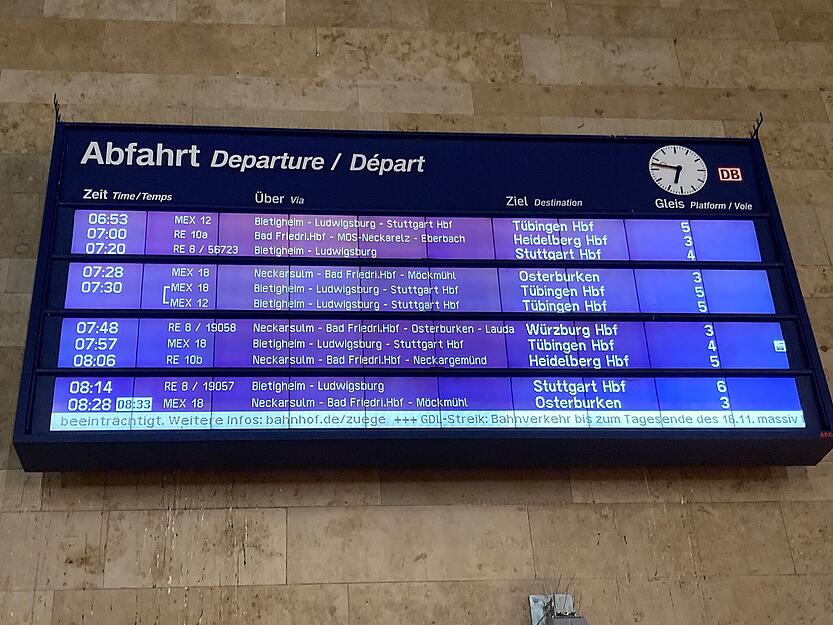 Abfahrt Departure / Départ
DB
Zeit Time/Temps Über Via Ziel Destination Gleis Platform / Voie
06:53 MEX 12 Bietigheim - Ludwigsburg - Stuttgart Hbf Tübingen Hbf 5
07:00 RE 10a Bad Friedr.Hbf - MOS-Neckarelz - Eberbach Heidelberg Hbf 3
07:20 RE 8 / 56723 Bietigheim - Ludwigsburg Stuttgart Hbf 4
07:28 MEX 18 Neckarsulm - Bad Friedr.Hbf - Möckmühl Osterburken 3
07:30 MEX 18 Bietigheim - Ludwigsburg - Stuttgart Hbf Tübingen Hbf 5
MEX 12 Bietigheim - Ludwigsburg - Stuttgart Hbf Tübingen Hbf 5
07:48 RE 8 / 19058 Neckarsulm - Bad Friedr.Hbf - Osterburken - Lauda Würzburg Hbf 3
07:57 MEX 18 Bietigheim - Ludwigsburg - Stuttgart Hbf Tübingen Hbf 4
08:06 RE 10b Neckarsulm - Bad Friedr.Hbf - Neckargemünd Heidelberg Hbf 5
08:14 RE 8 / 19057 Bietigheim - Ludwigsburg Stuttgart Hbf 6
08:28 08:33 MEX 18 Neckarsulm - Bad Friedr.Hbf - Möckmühl Osterburken 3
beeinträchtigt. Weitere Infos: bahnhof.de/zuege +++ GDL-Streik: Bahnverkehr bis zum Tagesende des 18.11. massiv